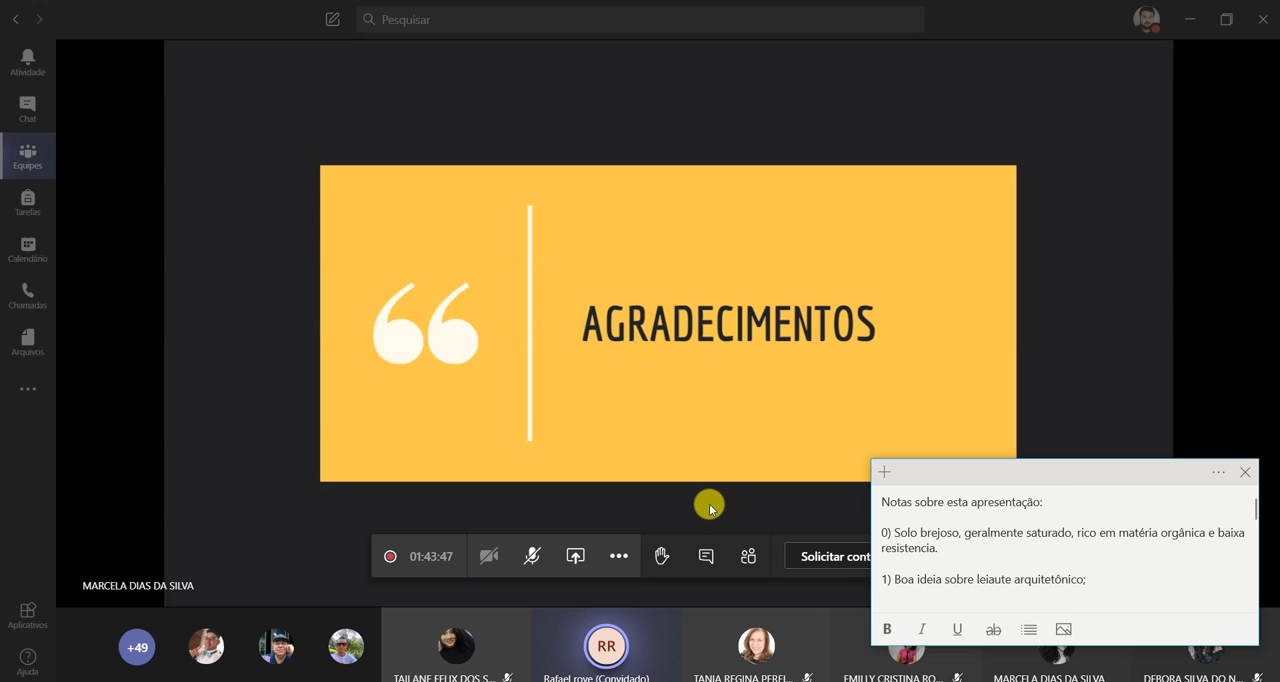 Pesquisar
Atividade
Chat
Equipes
Tarefas
Calendário
Chamadas
Arquivos
Aplicativos
Ajuda
AGRADECIMENTOS
01:43:47
Solicitar cont
MARCELA DIAS DA SILVA
Notas sobre esta apresentação:
0) Solo brejoso, geralmente saturado, rico em matéria orgânica e baixa
resistencia.
1) Boa ideia sobre leiaute arquitetônico;
B I U ab
+49
RR
TAILANE FELIX DOS S...
Rafael rove (Convidado)
TANIA REGINA PEREI...
EMILLY CRISTINA RO...
MARCELA DIAS DA SILVA
DEBORA SILVA DO N...